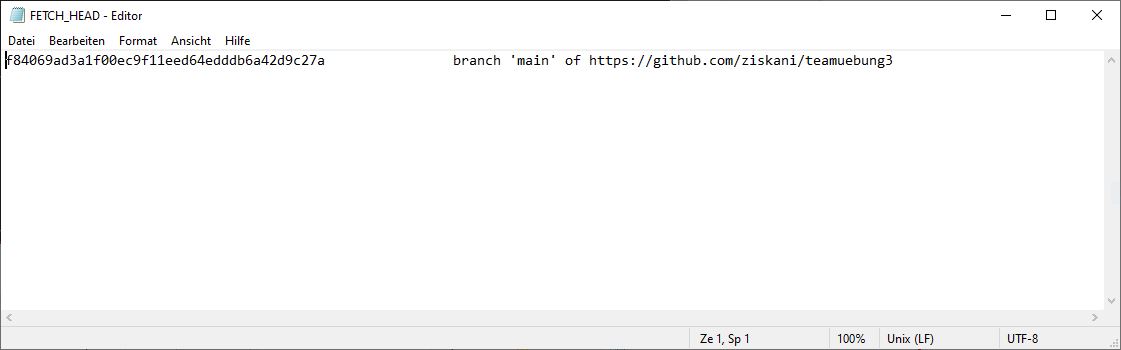 FETCH_HEAD - Editor
Datei Bearbeiten Format Ansicht Hilfe
f84069ad3a1f00ec9f11eed64edddb6a42d9c27a branch 'main' of https://github.com/ziskani/teamuebung3
Ze 1, Sp 1 100% Unix (LF) UTF-8